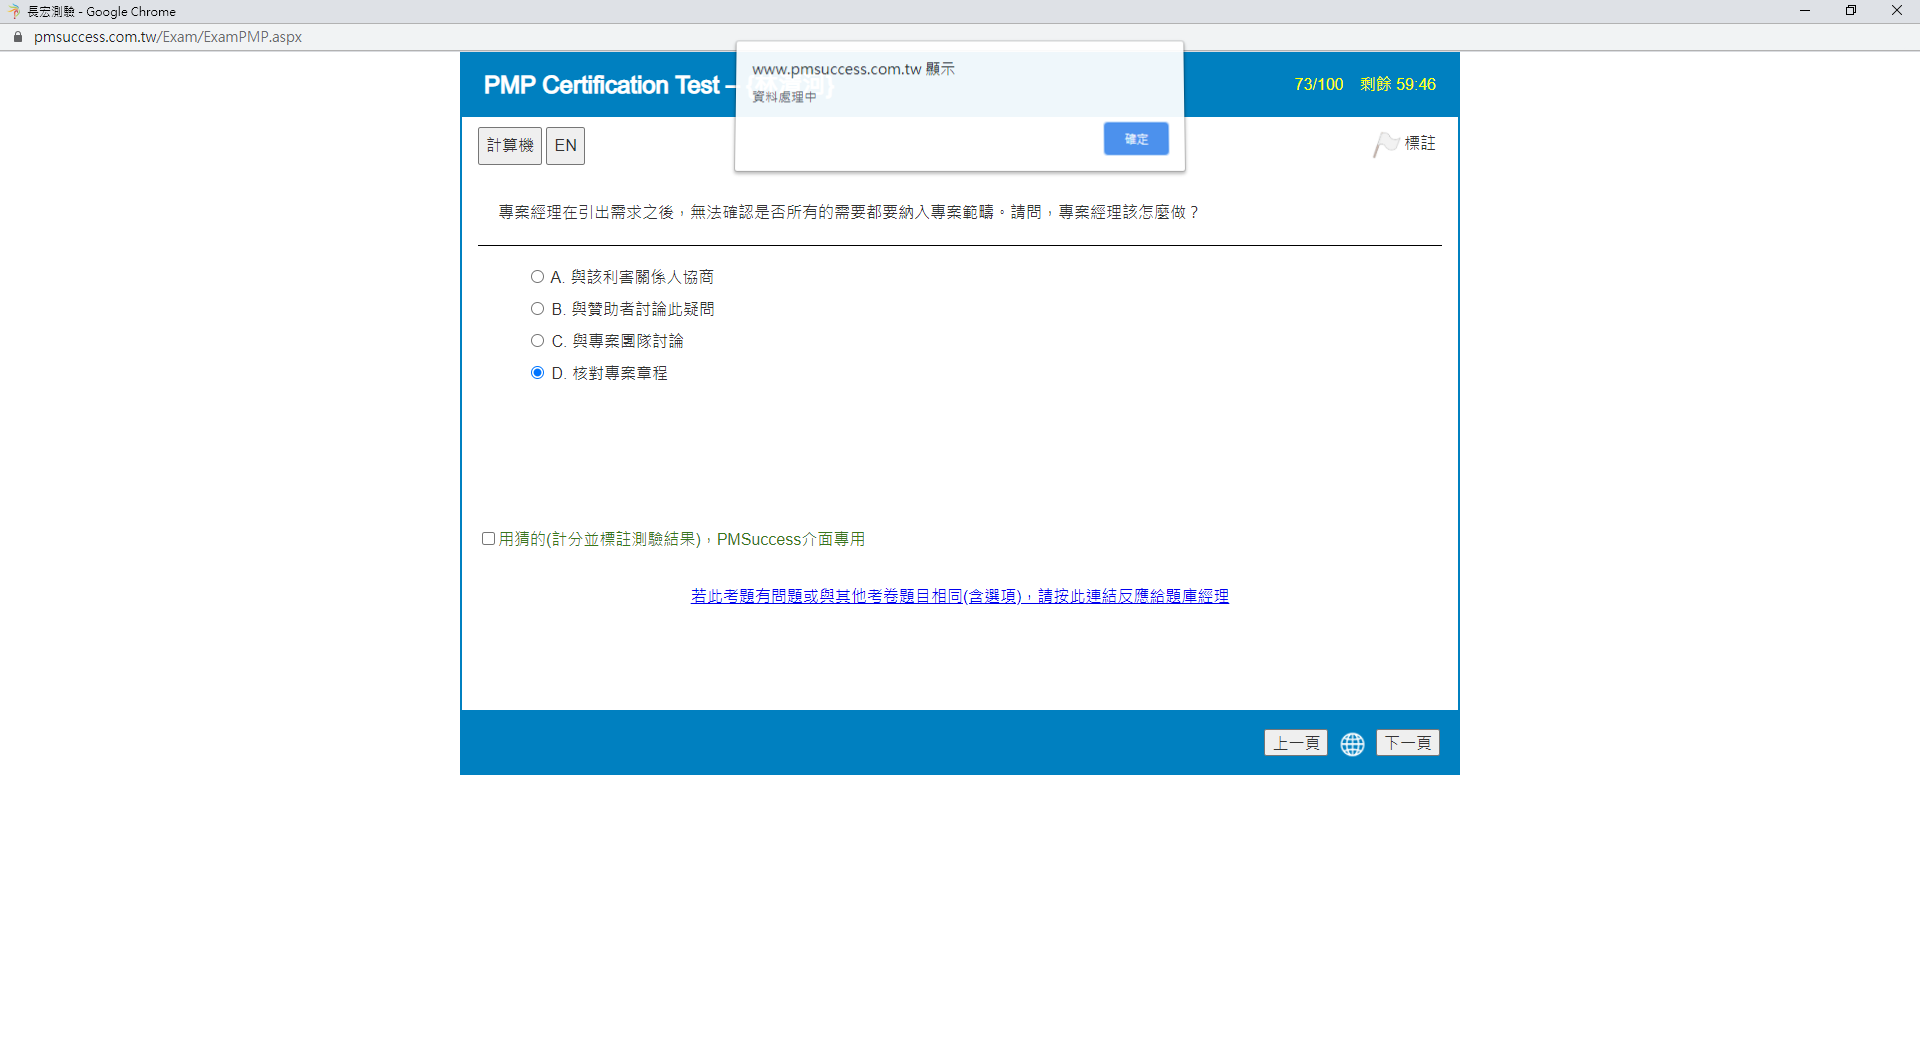 長宏測驗 - Google Chrome
pmsuccess.com.tw/Exam/ExamPMP.aspx
www.pmsuccess.com.tw 顯示
資料處理中
確定
PMP Certification Test –
73/100 剩餘 59:46
計算機 EN
標註
專案經理在引出需求之後，無法確認是否所有的需要都要納入專案範疇。請問，專案經理該怎麼做？
A. 與該利害關係人協商
B. 與贊助者討論此疑問
C. 與專案團隊討論
D. 核對專案章程
用猜的(計分並標註測驗結果)，PMSuccess介面專用
若此考題有問題或與其他考卷題目相同(含選項)，請按此連結反應給題庫經理
上一頁 下一頁